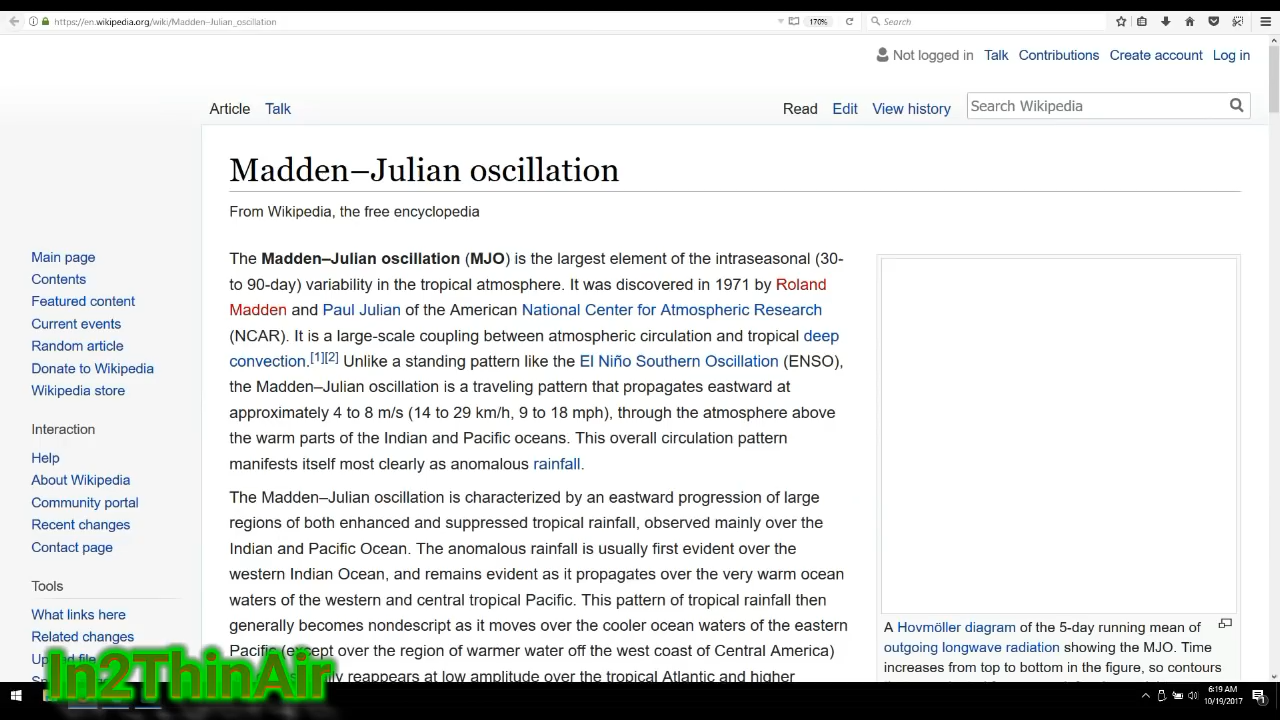 https://en.wikipedia.org/wiki/Madden–Julian_oscillation
170%
Search
Not logged in Talk Contributions Create account Log in
Article Talk
Read Edit View history
Search Wikipedia
Madden–Julian oscillation
From Wikipedia, the free encyclopedia
Main page
Contents
Featured content
Current events
Random article
Donate to Wikipedia
Wikipedia store
Interaction
Help
About Wikipedia
Community portal
Recent changes
Contact page
Tools
What links here
Related changes
The Madden–Julian oscillation (MJO) is the largest element of the intraseasonal (30-
to 90-day) variability in the tropical atmosphere. It was discovered in 1971 by Roland
Madden and Paul Julian of the American National Center for Atmospheric Research
(NCAR). It is a large-scale coupling between atmospheric circulation and tropical deep
convection.[1][2] Unlike a standing pattern like the El Niño Southern Oscillation (ENSO),
the Madden–Julian oscillation is a traveling pattern that propagates eastward at
approximately 4 to 8 m/s (14 to 29 km/h, 9 to 18 mph), through the atmosphere above
the warm parts of the Indian and Pacific oceans. This overall circulation pattern
manifests itself most clearly as anomalous rainfall.
The Madden–Julian oscillation is characterized by an eastward progression of large
regions of both enhanced and suppressed tropical rainfall, observed mainly over the
Indian and Pacific Ocean. The anomalous rainfall is usually first evident over the
western Indian Ocean, and remains evident as it propagates over the very warm ocean
waters of the western and central tropical Pacific. This pattern of tropical rainfall then
generally becomes nondescript as it moves over the cooler ocean waters of the eastern
Pacific (except over the region of warmer water off the west coast of Central America)
reappears at low amplitude over the tropical Atlantic and higher
A Hovmöller diagram of the 5-day running mean of
outgoing longwave radiation showing the MJO. Time
increases from top to bottom in the figure, so contours
In2ThinAir
6:19 AM
10/19/2017